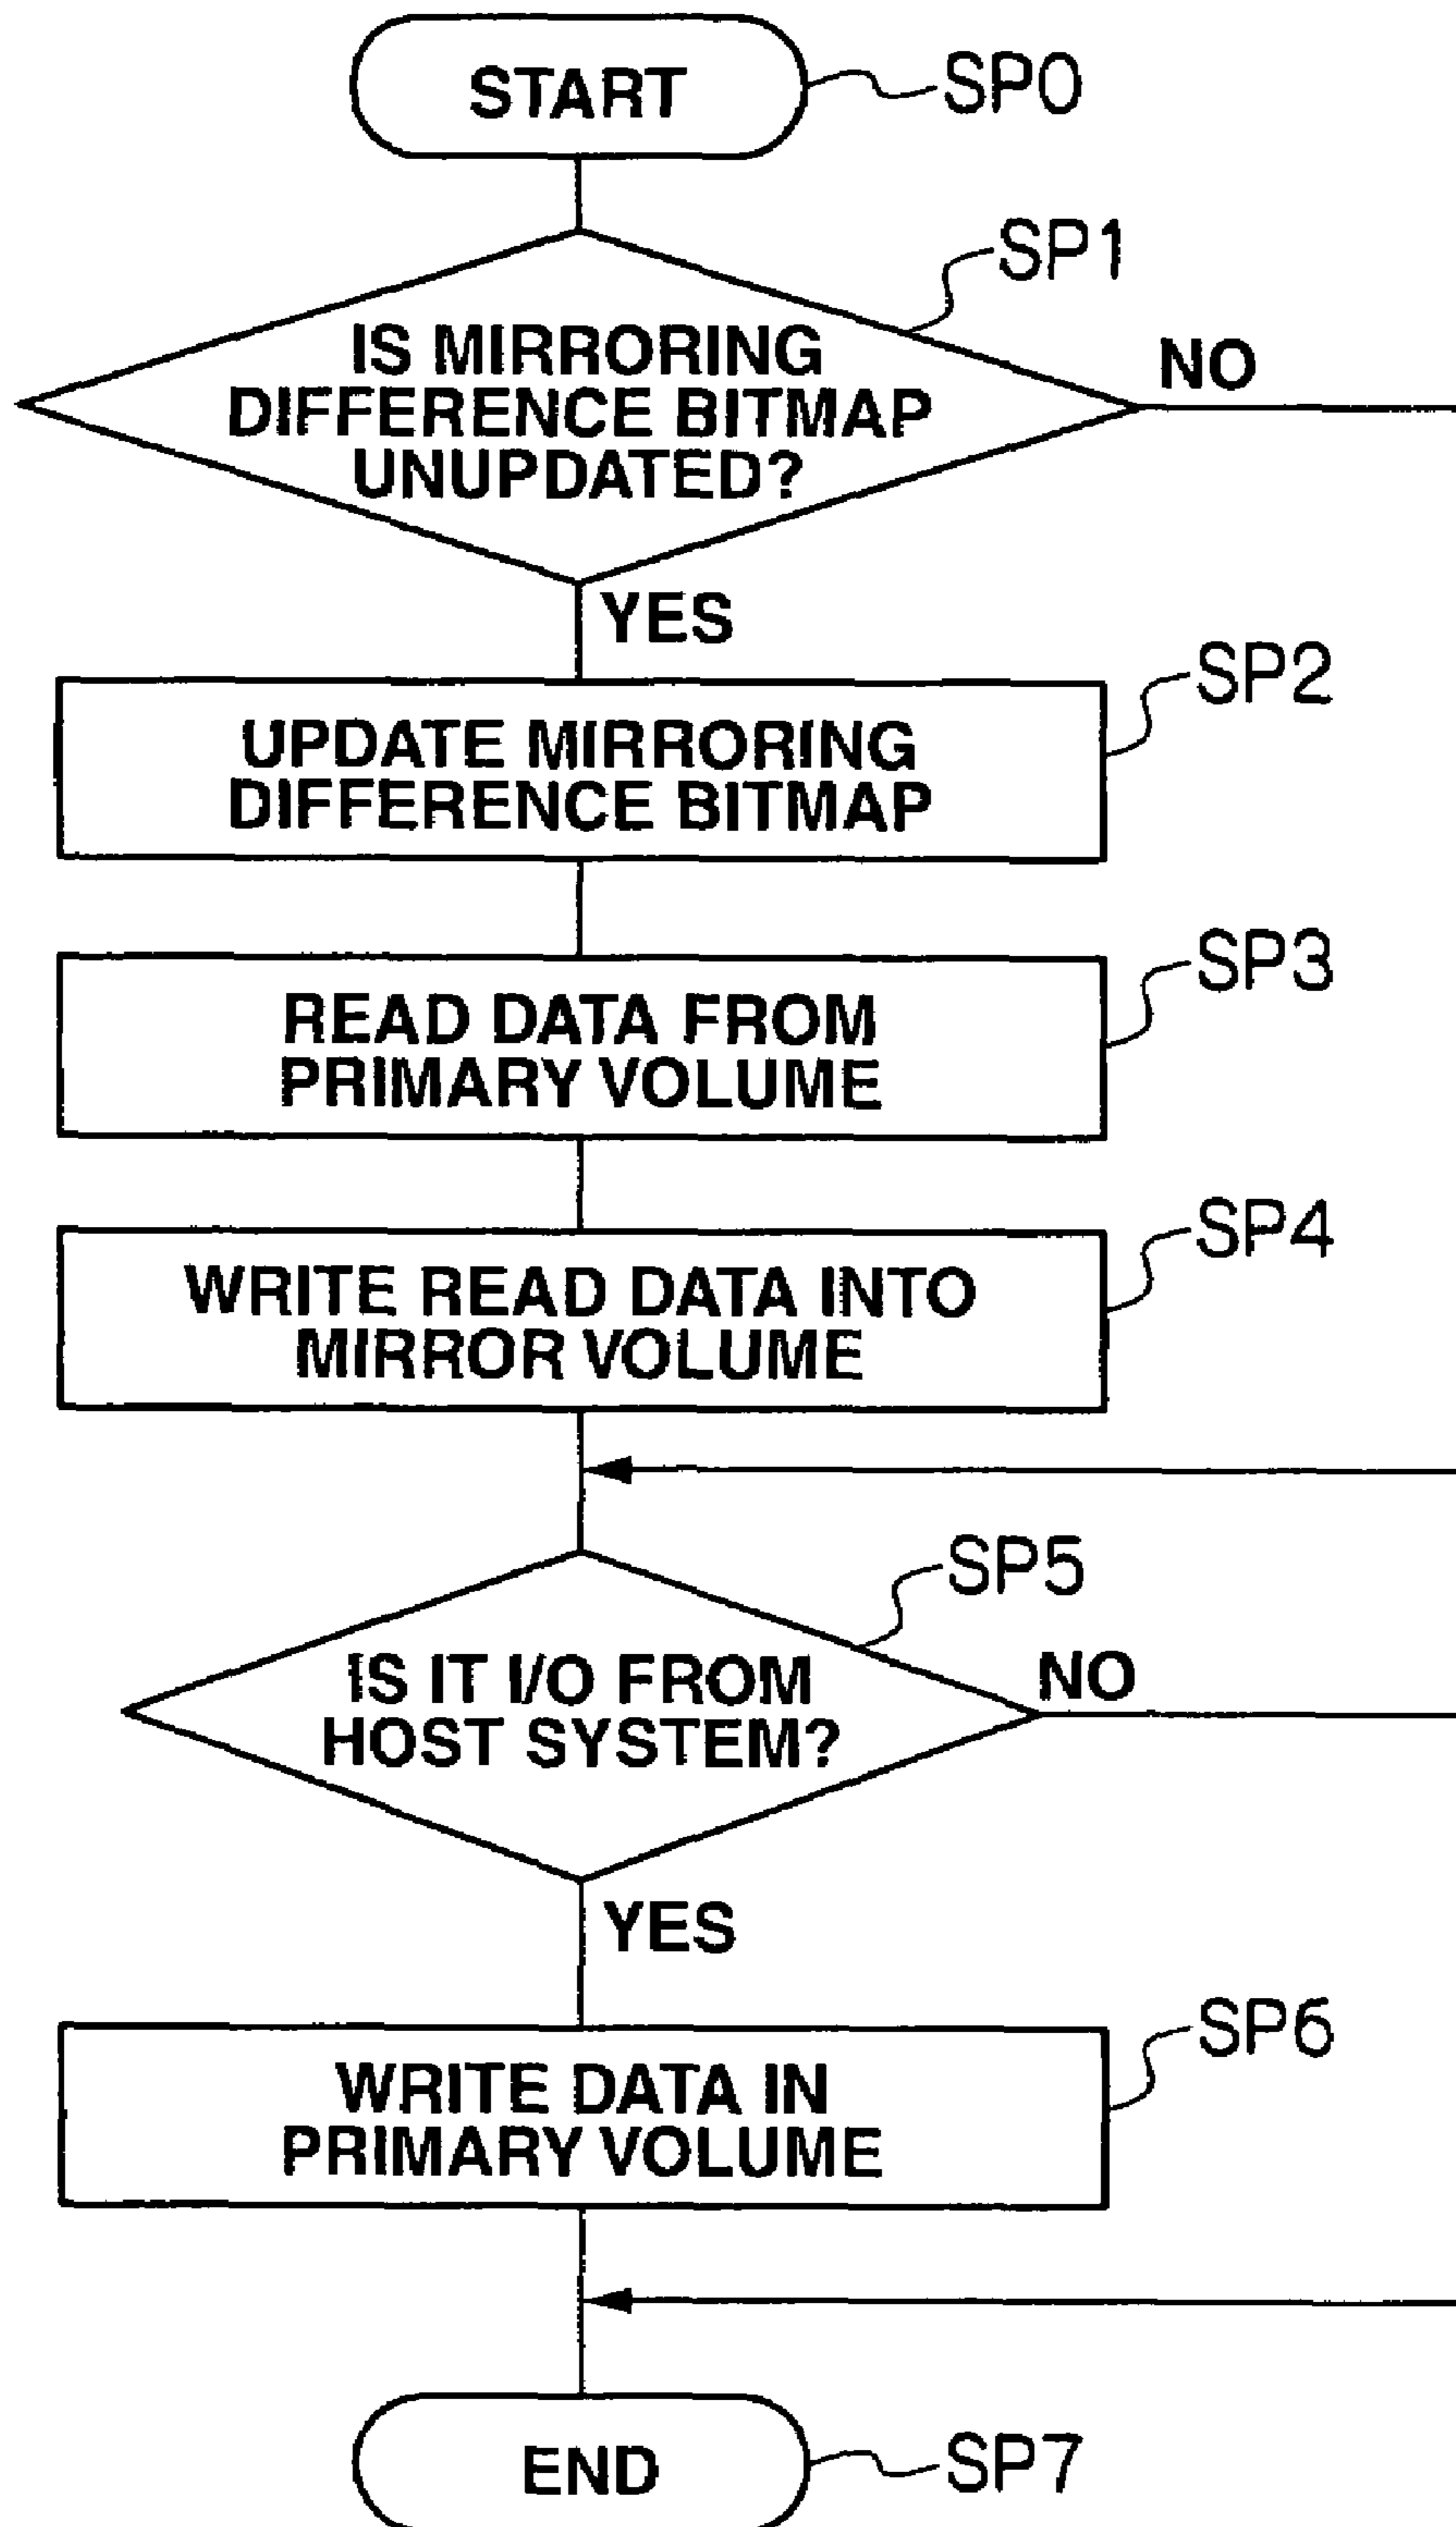 START
SP0
SP1
IS MIRRORING
DIFFERENCE BITMAP
UNUPDATED?
NO
YES
SP2
UPDATE MIRRORING
DIFFERENCE BITMAP
SP3
READ DATA FROM
PRIMARY VOLUME
SP4
WRITE READ DATA INTO
MIRROR VOLUME
SP5
IS IT I/O FROM
HOST SYSTEM?
NO
YES
SP6
WRITE DATA IN
PRIMARY VOLUME
END
SP7